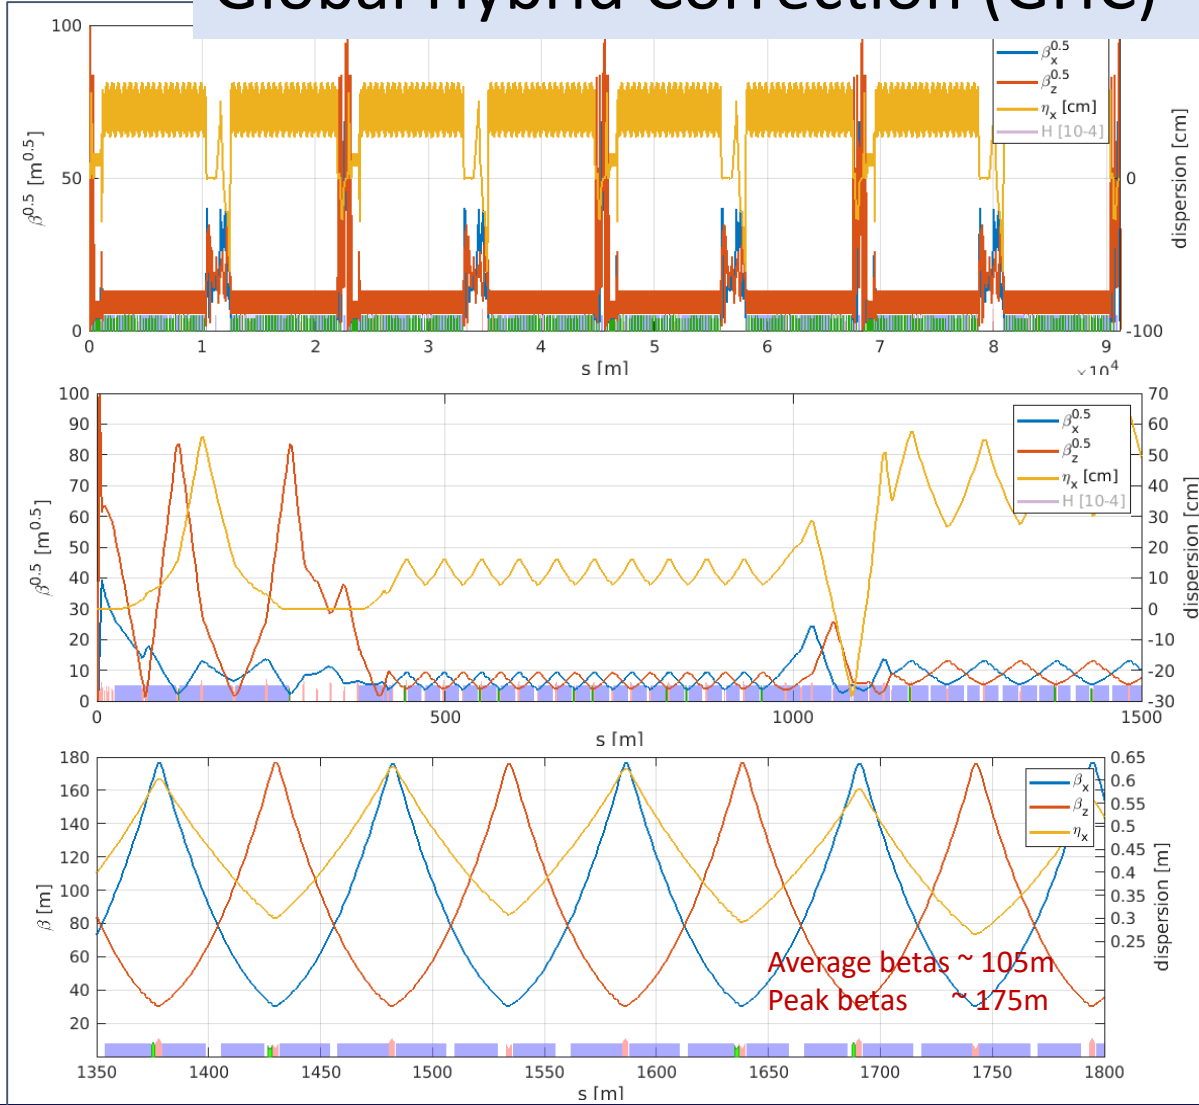 Global Hybrid Correction (GHC)
100
50
0
β^0.5 [m^0.5]
0
-100
dispersion [cm]
β_x^0.5
β_z^0.5
η_x [cm]
H [10-4]
0 1 2 3 4 5 6 7 8 9
s [m]
×10^4
100
90
80
70
60
50
40
30
20
10
0
β^0.5 [m^0.5]
70
60
50
40
30
20
10
0
-10
-20
-30
dispersion [cm]
β_x^0.5
β_z^0.5
η_x [cm]
H [10-4]
0 500 1000 1500
s [m]
180
160
140
120
100
80
60
40
20
β [m]
0.65
0.6
0.55
0.5
0.45
0.4
0.35
0.3
0.25
dispersion [m]
β_x
β_z
η_x
Average betas ~ 105m
Peak betas ~ 175m
1350 1400 1450 1500 1550 1600 1650 1700 1750 1800
s [m]